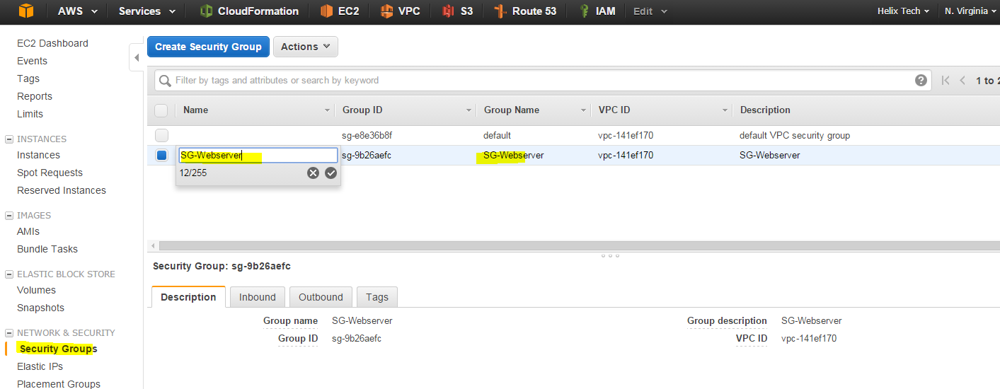 AWS Services CloudFormation EC2 VPC S3 Route 53 IAM Edit Helix Tech N. Virginia
EC2 Dashboard
Events
Tags
Reports
Limits
INSTANCES
Instances
Spot Requests
Reserved Instances
IMAGES
AMIs
Bundle Tasks
ELASTIC BLOCK STORE
Volumes
Snapshots
NETWORK & SECURITY
Security Groups
Elastic IPs
Placement Groups
Create Security Group Actions
Filter by tags and attributes or search by keyword ? 1 to 2
Name Group ID Group Name VPC ID Description
sg-e8e36b8f default vpc-141ef170 default VPC security group
SG-Webserver sg-9b26aefc SG-Webserver vpc-141ef170 SG-Webserver
12/255
Security Group: sg-9b26aefc
Description Inbound Outbound Tags
Group name SG-Webserver Group description SG-Webserver
Group ID sg-9b26aefc VPC ID vpc-141ef170